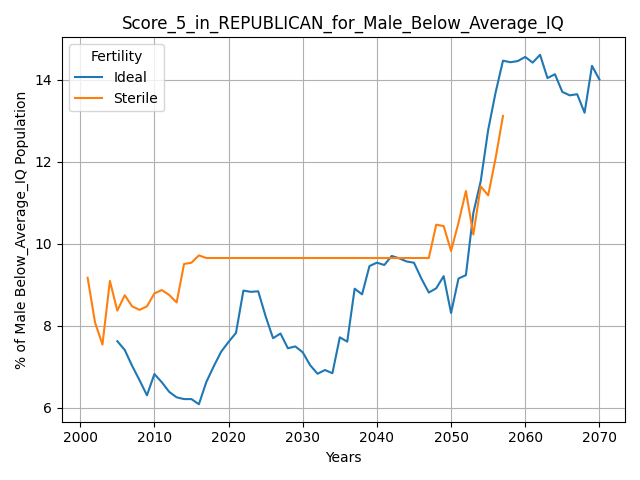 Score_5_in_REPUBLICAN_for_Male_Below_Average_IQ
Fertility
Ideal
Sterile
% of Male Below_Average_IQ Population
14
12
10
8
6
2000 2010 2020 2030 2040 2050 2060 2070
Years